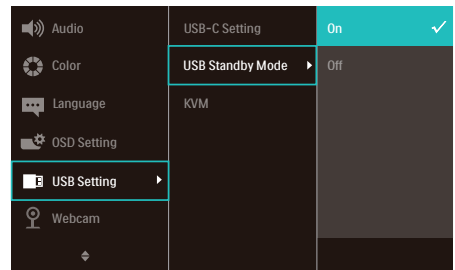 Audio
Color
Language
OSD Setting
USB Setting
Webcam
USB-C Setting
USB Standby Mode
KVM
On
Off